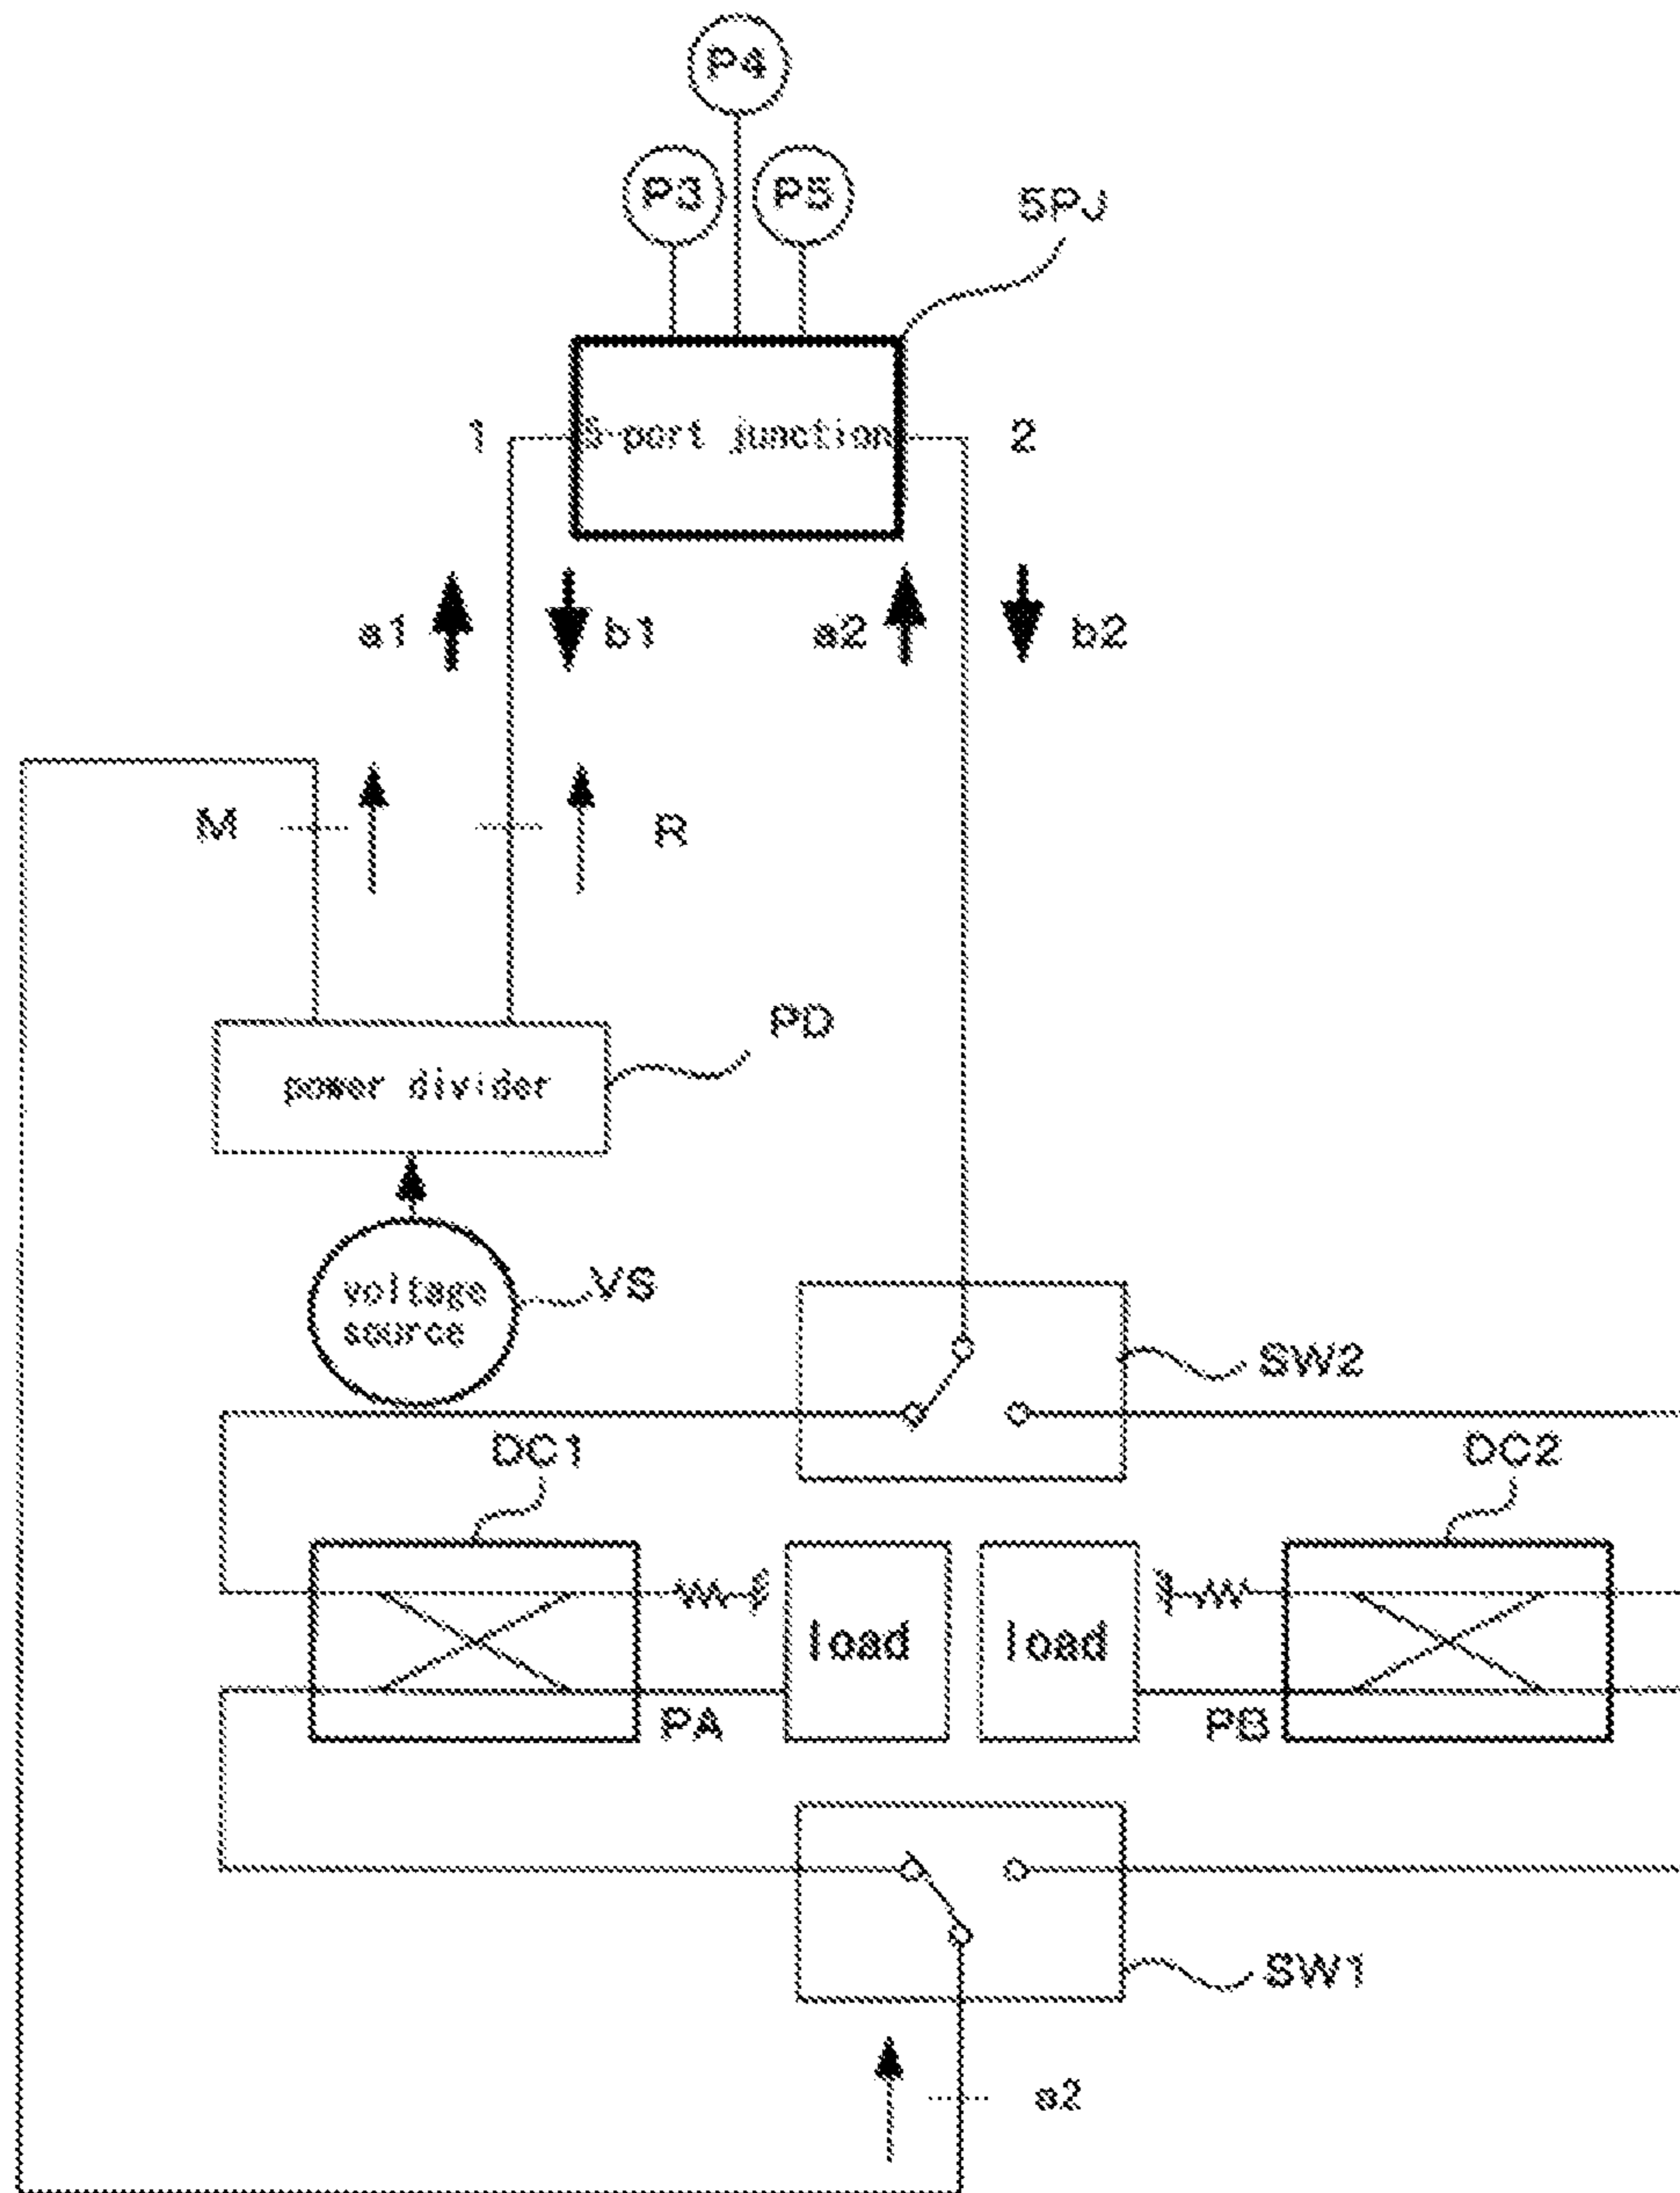 P4
P3
P5
5PJ
1
5-port junction
2
a1
b1
a2
b2
M
R
PD
power divider
voltage
source
VS
SW2
DC1
DC2
load
load
PA
PB
SW1
a2